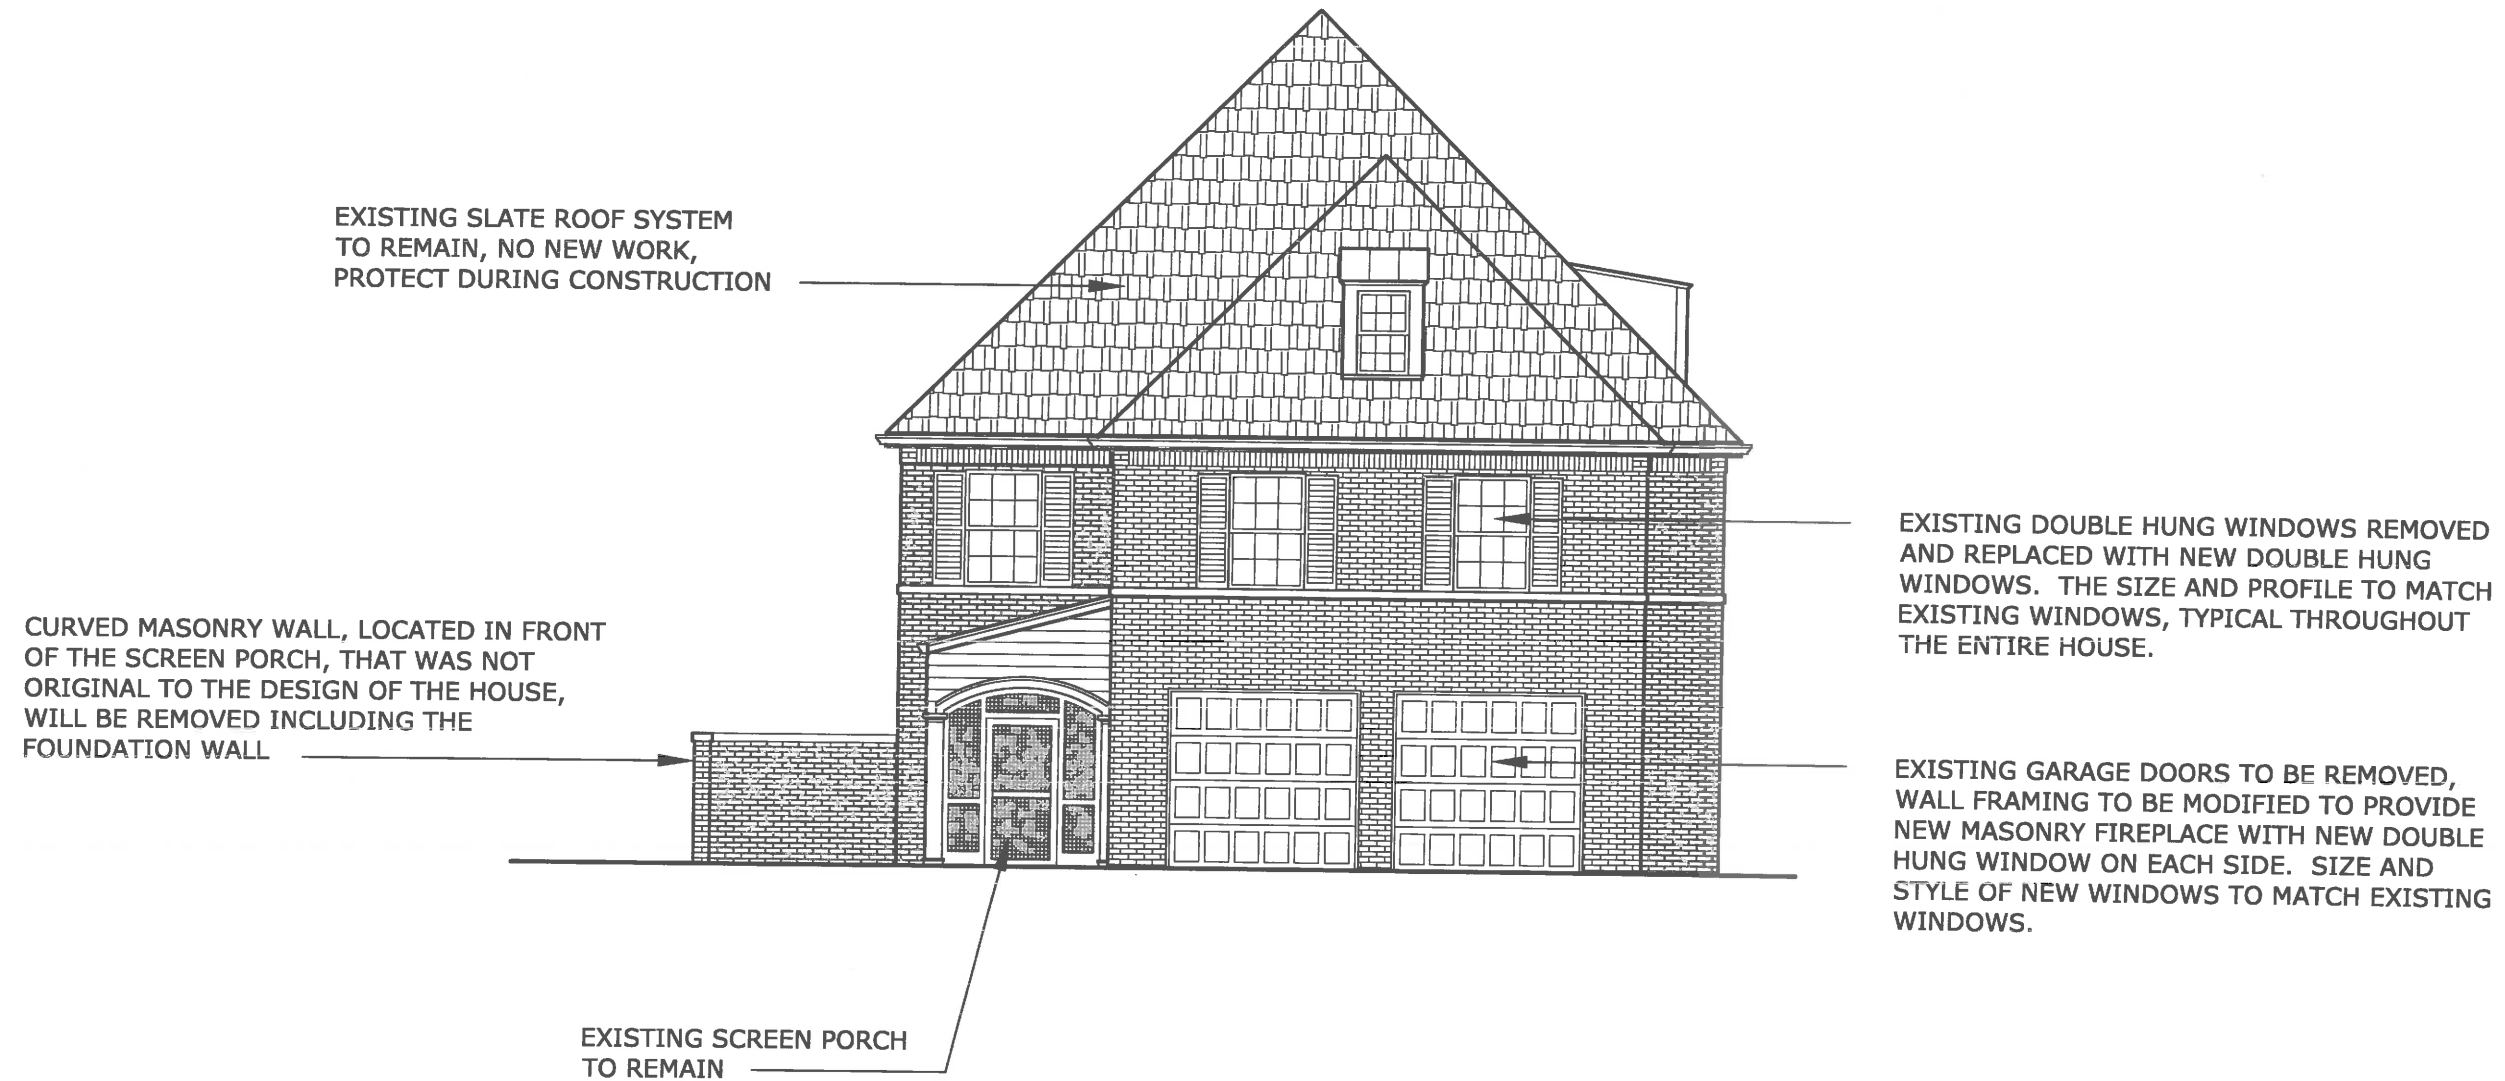 EXISTING SLATE ROOF SYSTEM
TO REMAIN, NO NEW WORK,
PROTECT DURING CONSTRUCTION
EXISTING DOUBLE HUNG WINDOWS REMOVED
AND REPLACED WITH NEW DOUBLE HUNG
WINDOWS. THE SIZE AND PROFILE TO MATCH
EXISTING WINDOWS, TYPICAL THROUGHOUT
THE ENTIRE HOUSE.
CURVED MASONRY WALL, LOCATED IN FRONT
OF THE SCREEN PORCH, THAT WAS NOT
ORIGINAL TO THE DESIGN OF THE HOUSE,
WILL BE REMOVED INCLUDING THE
FOUNDATION WALL
EXISTING GARAGE DOORS TO BE REMOVED,
WALL FRAMING TO BE MODIFIED TO PROVIDE
NEW MASONRY FIREPLACE WITH NEW DOUBLE
HUNG WINDOW ON EACH SIDE. SIZE AND
STYLE OF NEW WINDOWS TO MATCH EXISTING
WINDOWS.
EXISTING SCREEN PORCH
TO REMAIN